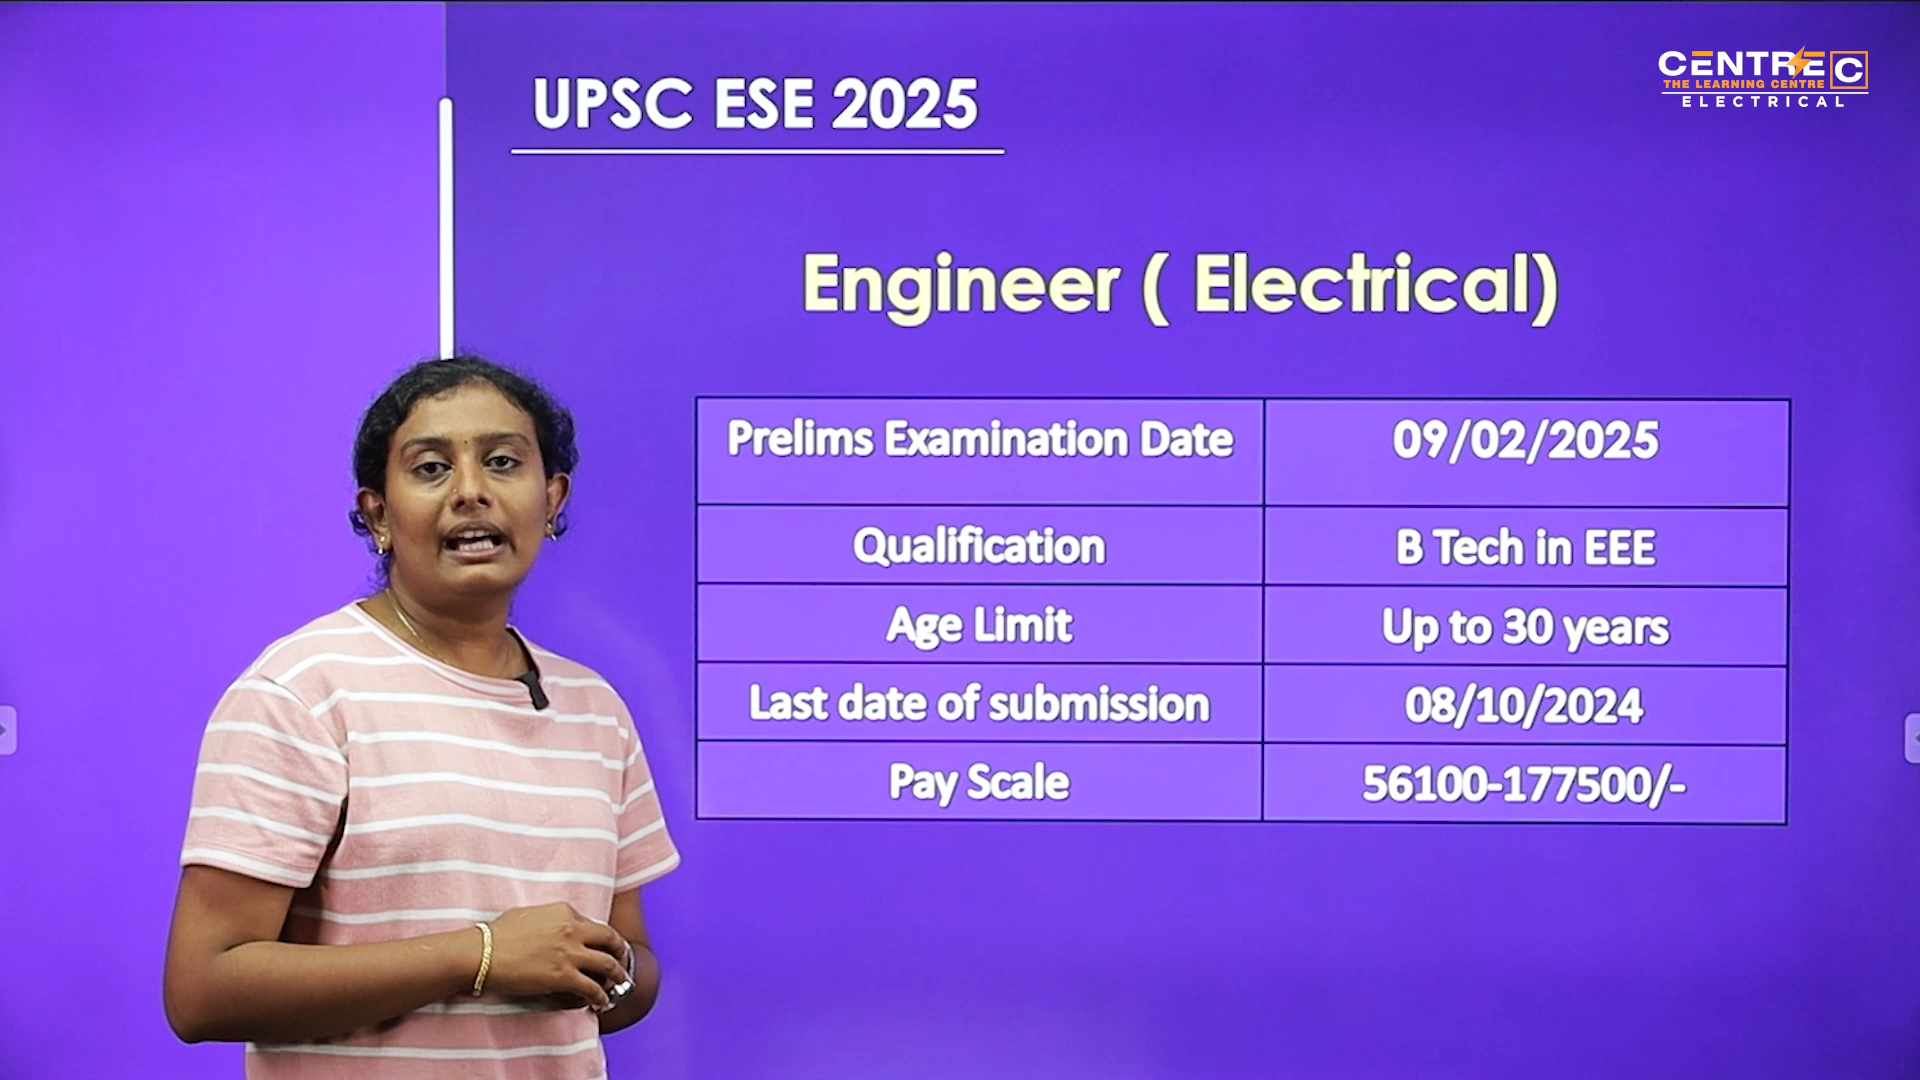 CENTRE C
THE LEARNING CENTRE
ELECTRICAL
UPSC ESE 2025
Engineer ( Electrical)
Prelims Examination Date 09/02/2025
Qualification B Tech in EEE
Age Limit Up to 30 years
Last date of submission 08/10/2024
Pay Scale 56100-177500/-